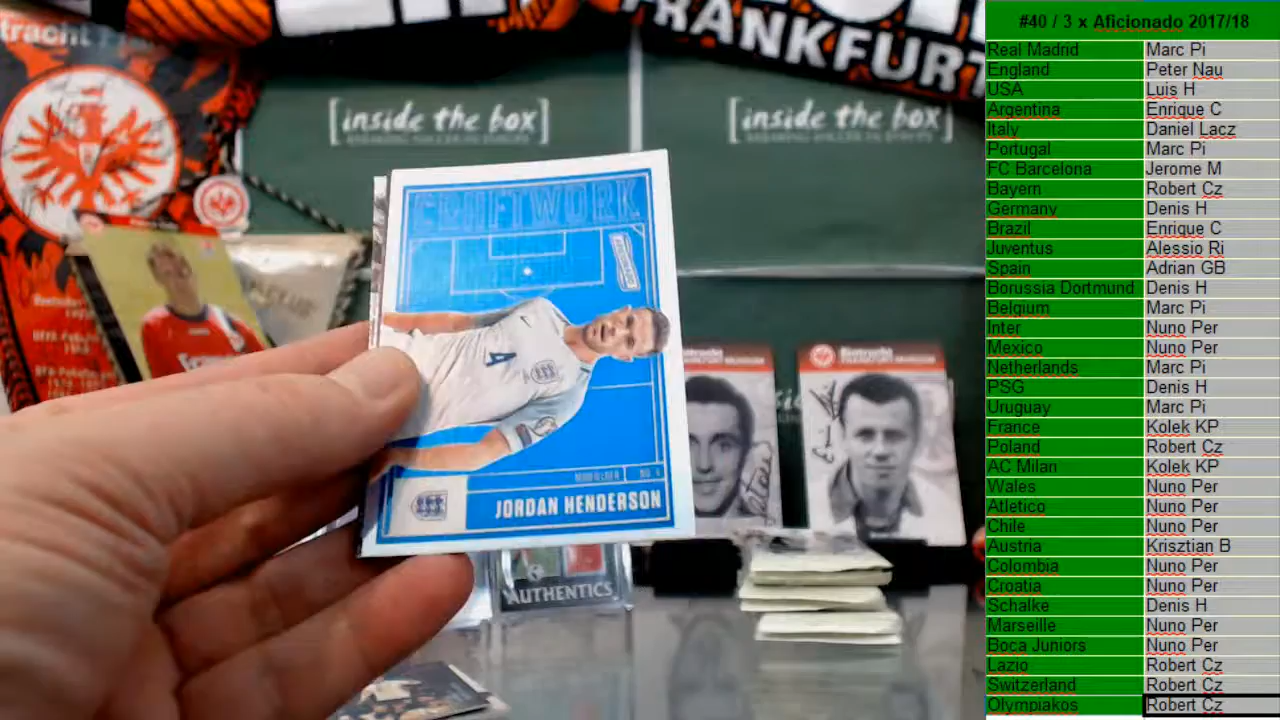 #40 / 3 x Aficionado 2017/18
Real Madrid Marc Pi
England Peter Nau
USA Luis H
Argentina Enrique C
Italy Daniel Lacz
Portugal Marc Pi
FC Barcelona Jerome M
Bayern Robert Cz
Germany Denis H
Brazil Enrique C
Juventus Alessio Ri
Spain Adrian GB
Borussia Dortmund Denis H
Belgium Marc Pi
Inter Nuno Per
Mexico Nuno Per
Netherlands Marc Pi
PSG Denis H
Uruguay Marc Pi
France Kolek KP
Poland Robert Cz
AC Milan Kolek KP
Wales Nuno Per
Atletico Nuno Per
Chile Nuno Per
Austria Krisztian B
Colombia Nuno Per
Croatia Nuno Per
Schalke Denis H
Marseille Nuno Per
Boca Juniors Nuno Per
Lazio Robert Cz
Switzerland Robert Cz
Olympiakos Robert Cz
FRANKFURT
[inside the box]
[inside the box]
CRAFTWORK
4
MIDFIELDER
JORDAN HENDERSON
Eintracht
Eintracht
AUTHENTICS